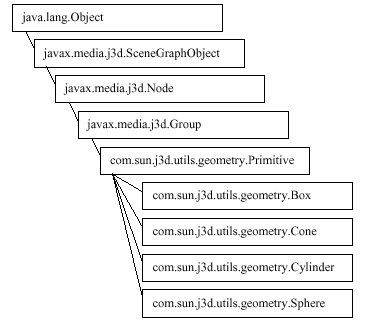 java.lang.Object
javax.media.j3d.SceneGraphObject
javax.media.j3d.Node
javax.media.j3d.Group
com.sun.j3d.utils.geometry.Primitive
com.sun.j3d.utils.geometry.Box
com.sun.j3d.utils.geometry.Cone
com.sun.j3d.utils.geometry.Cylinder
com.sun.j3d.utils.geometry.Sphere